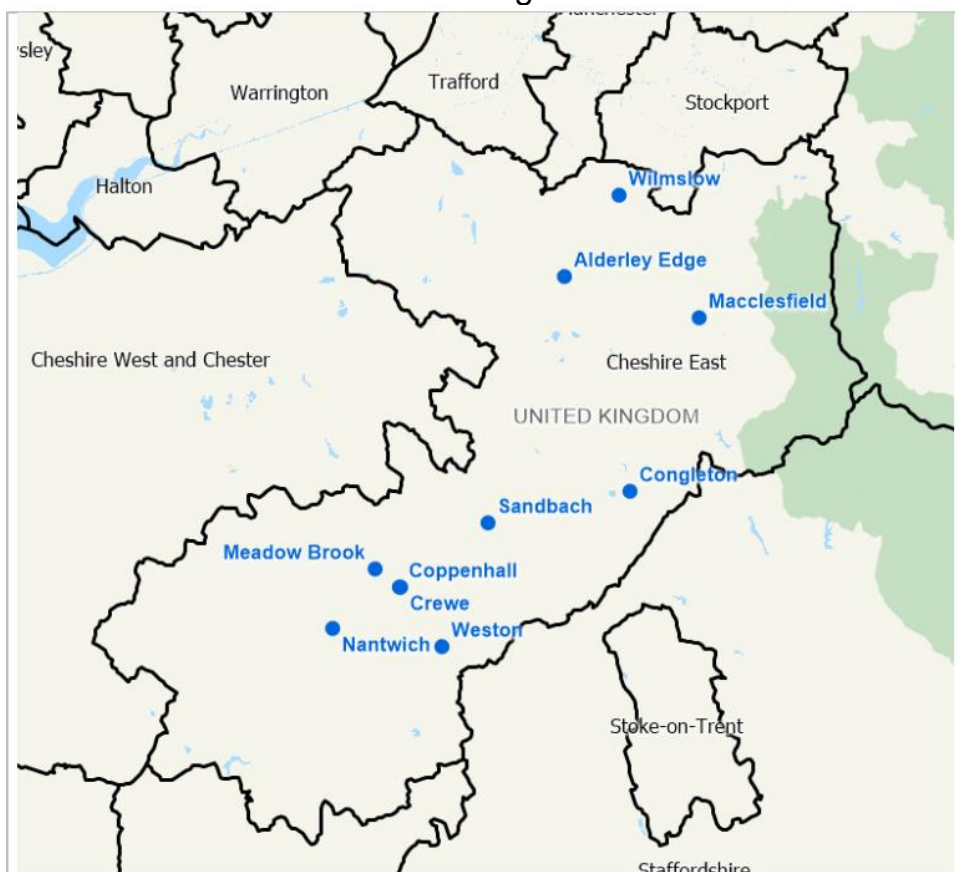 Warrington
Trafford
Stockport
Halton
Wilmslow
Alderley Edge
Macclesfield
Cheshire West and Chester
Cheshire East
UNITED KINGDOM
Congleton
Sandbach
Meadow Brook
Coppenhall
Crewe
Weston
Nantwich
Stoke-on-Trent
Staffordshire